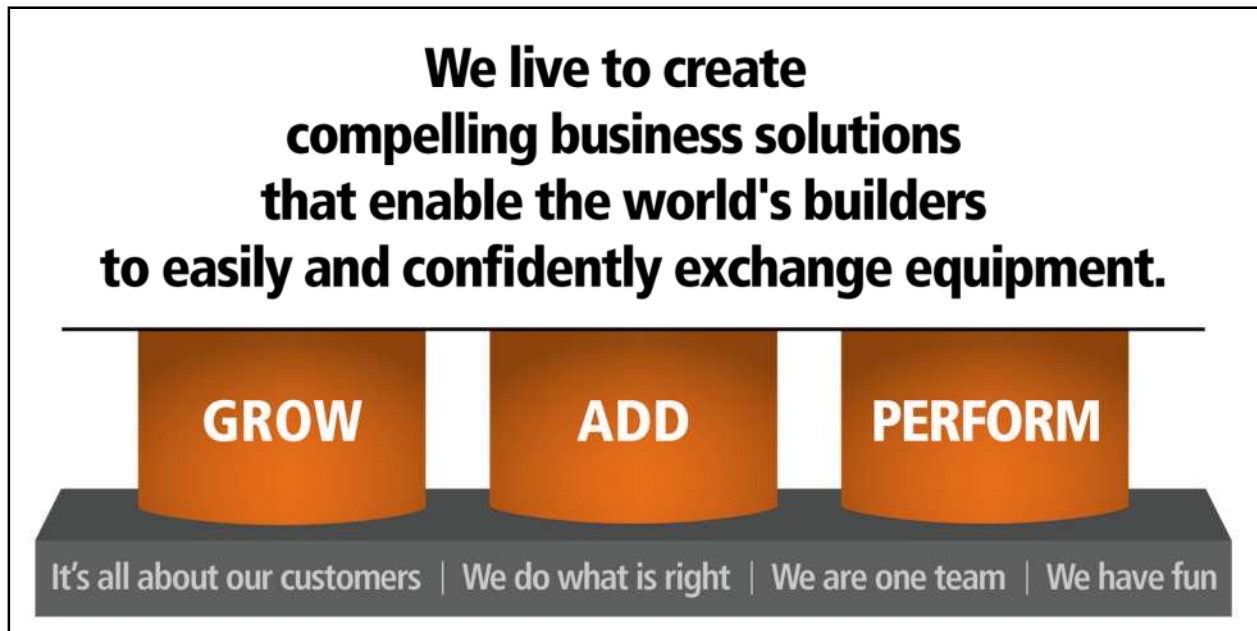 We live to create
compelling business solutions
that enable the world's builders
to easily and confidently exchange equipment.
GROW ADD PERFORM
It's all about our customers | We do what is right | We are one team | We have fun